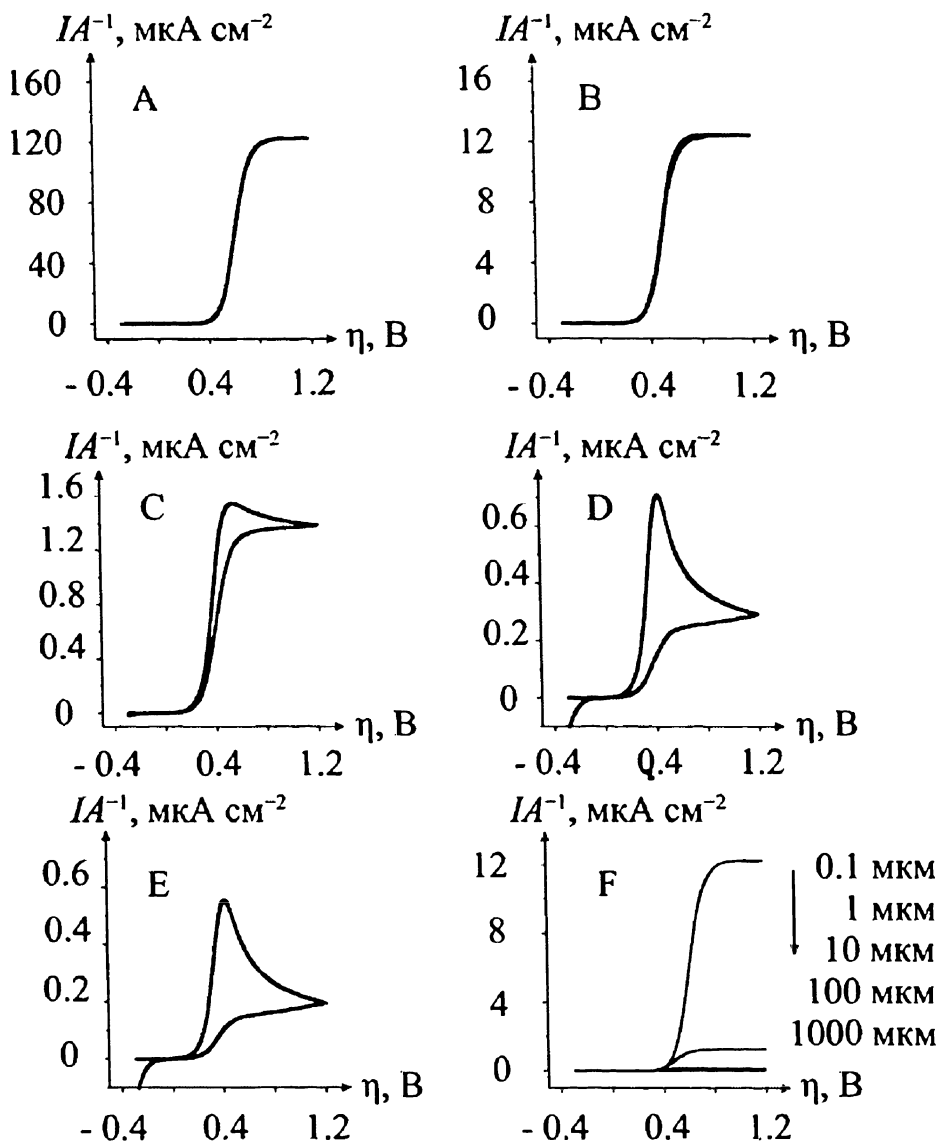 IA⁻¹, мкА см⁻²
160
120
80
40
0
A
η, В
- 0.4 0.4 1.2
IA⁻¹, мкА см⁻²
16
12
8
4
0
B
η, В
- 0.4 0.4 1.2
IA⁻¹, мкА см⁻²
1.6
1.2
0.8
0.4
0
C
η, В
- 0.4 0.4 1.2
IA⁻¹, мкА см⁻²
0.6
0.4
0.2
0
D
η, В
- 0.4 0.4 1.2
IA⁻¹, мкА см⁻²
0.6
0.4
0.2
0
E
η, В
- 0.4 0.4 1.2
IA⁻¹, мкА см⁻²
12
8
4
0
F
0.1 мкм
1 мкм
10 мкм
100 мкм
1000 мкм
η, В
- 0.4 0.4 1.2